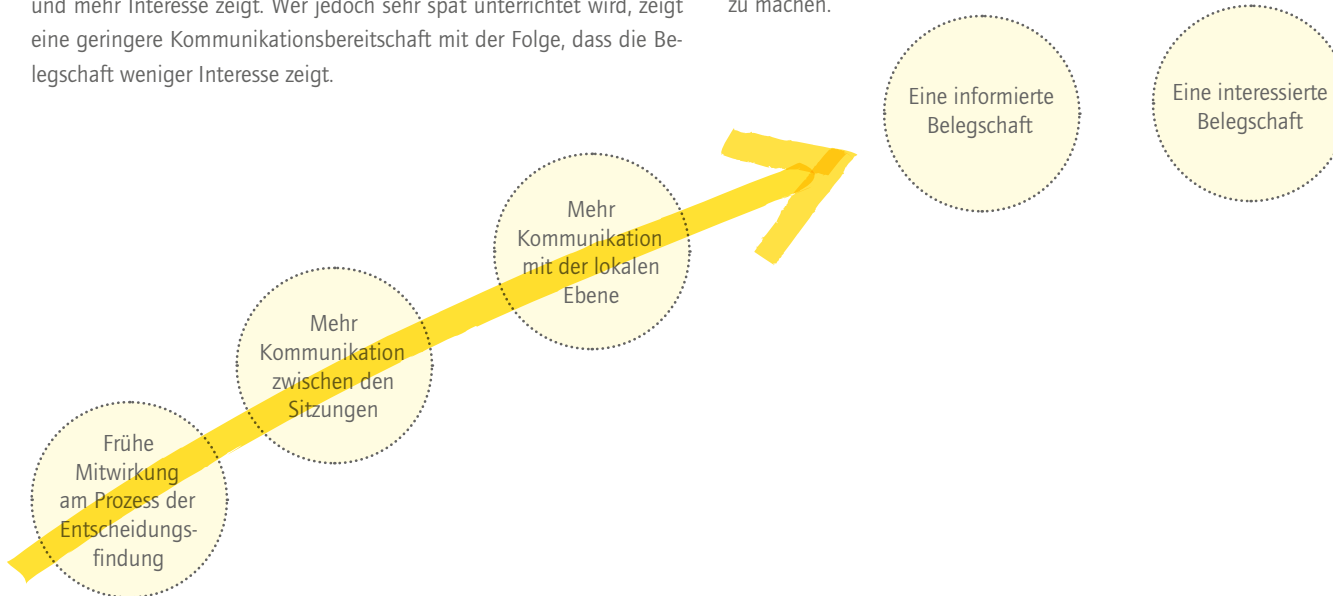 und mehr Interesse zeigt. Wer jedoch sehr spät unterrichtet wird, zeigt
eine geringere Kommunikationsbereitschaft mit der Folge, dass die Be-
legschaft weniger Interesse zeigt.
zu machen.
Frühe
Mitwirkung
am Prozess der
Entscheidungs-
findung
Mehr
Kommunikation
zwischen den
Sitzungen
Mehr
Kommunikation
mit der lokalen
Ebene
Eine informierte
Belegschaft
Eine interessierte
Belegschaft